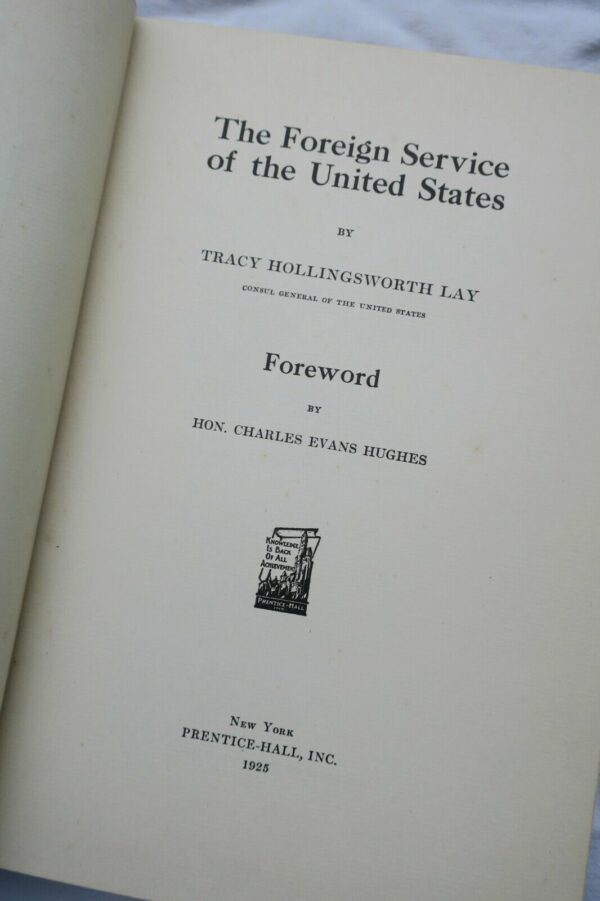 The Foreign Service
of the United States
BY
TRACY HOLLINGSWORTH LAY
CONSUL GENERAL OF THE UNITED STATES
Foreword
BY
HON. CHARLES EVANS HUGHES
KNOWLEDGE
IS BACK
OF ALL
ACHIEVEMENT
PRENTICE-HALL
NEW YORK
PRENTICE-HALL, INC.
1925